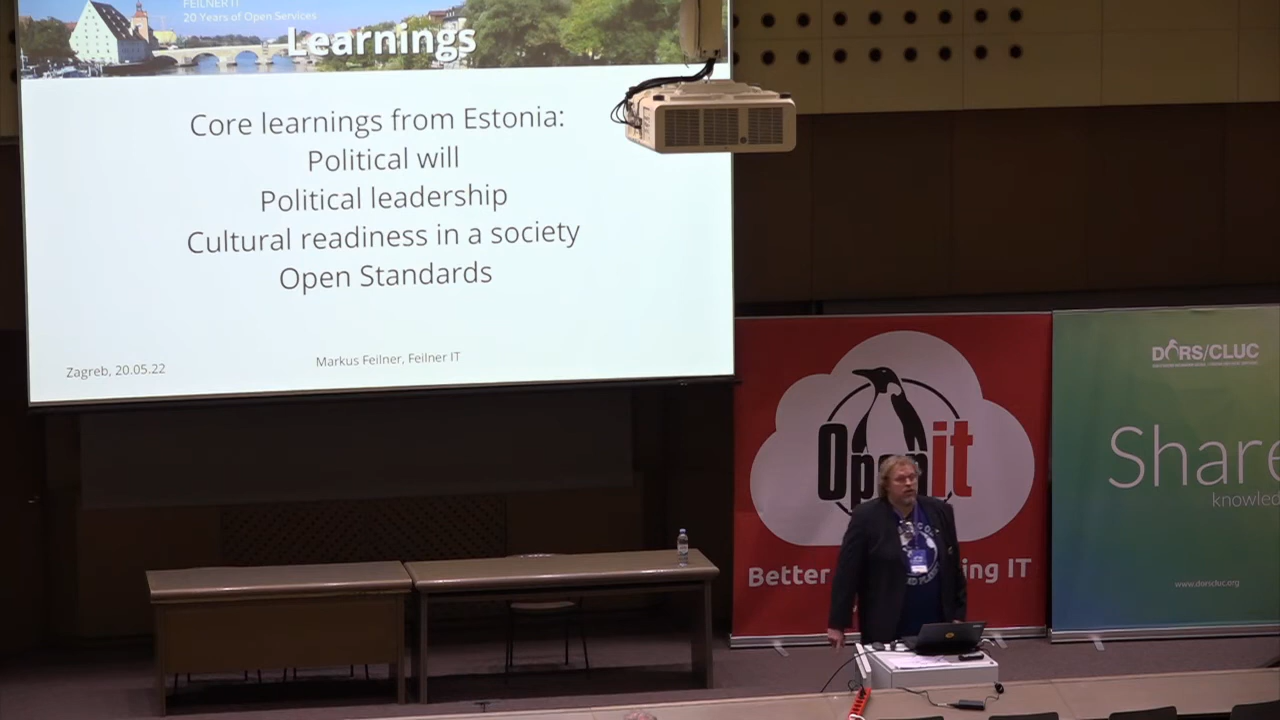 FEILNER IT
20 Years of Open Services
Learnings
Core learnings from Estonia:
Political will
Political leadership
Cultural readiness in a society
Open Standards
Zagreb, 20.05.22
Markus Feilner, Feilner IT
Openit
Better
ing IT
DORS/CLUC
Share
knowled
www.dorscluc.org